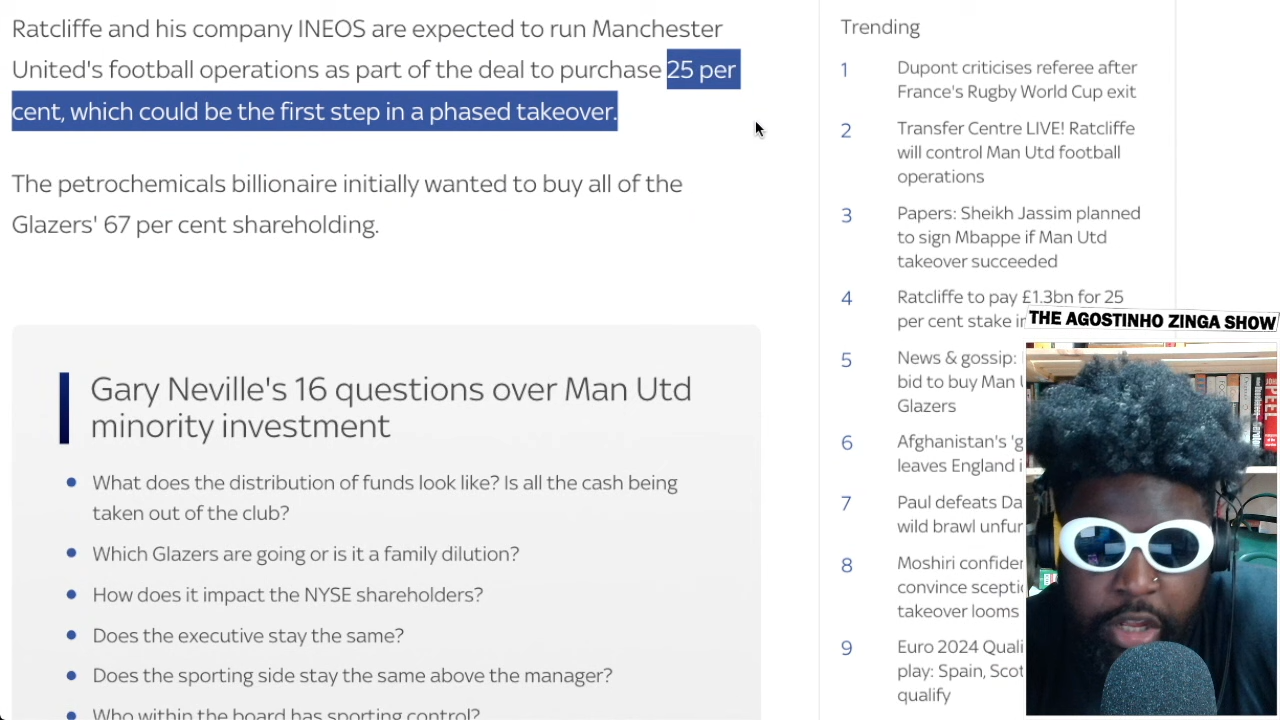 Ratcliffe and his company INEOS are expected to run Manchester
United's football operations as part of the deal to purchase 25 per
cent, which could be the first step in a phased takeover.
The petrochemicals billionaire initially wanted to buy all of the
Glazers' 67 per cent shareholding.
Gary Neville's 16 questions over Man Utd
minority investment
What does the distribution of funds look like? Is all the cash being
taken out of the club?
Which Glazers are going or is it a family dilution?
How does it impact the NYSE shareholders?
Does the executive stay the same?
Does the sporting side stay the same above the manager?
Who within the board has sporting control?
Trending
1 Dupont criticises referee after
France's Rugby World Cup exit
2 Transfer Centre LIVE! Ratcliffe
will control Man Utd football
operations
3 Papers: Sheikh Jassim planned
to sign Mbappe if Man Utd
takeover succeeded
4 Ratcliffe to pay £1.3bn for 25
per cent stake
5 News & gossip:
bid to buy Man
Glazers
6 Afghanistan's
leaves England
7 Paul defeats
wild brawl
8 Moshiri
convince
takeover looms
9 Euro 2024
play: Spain,
qualify
THE AGOSTINHO ZINGA SHOW
PEEL